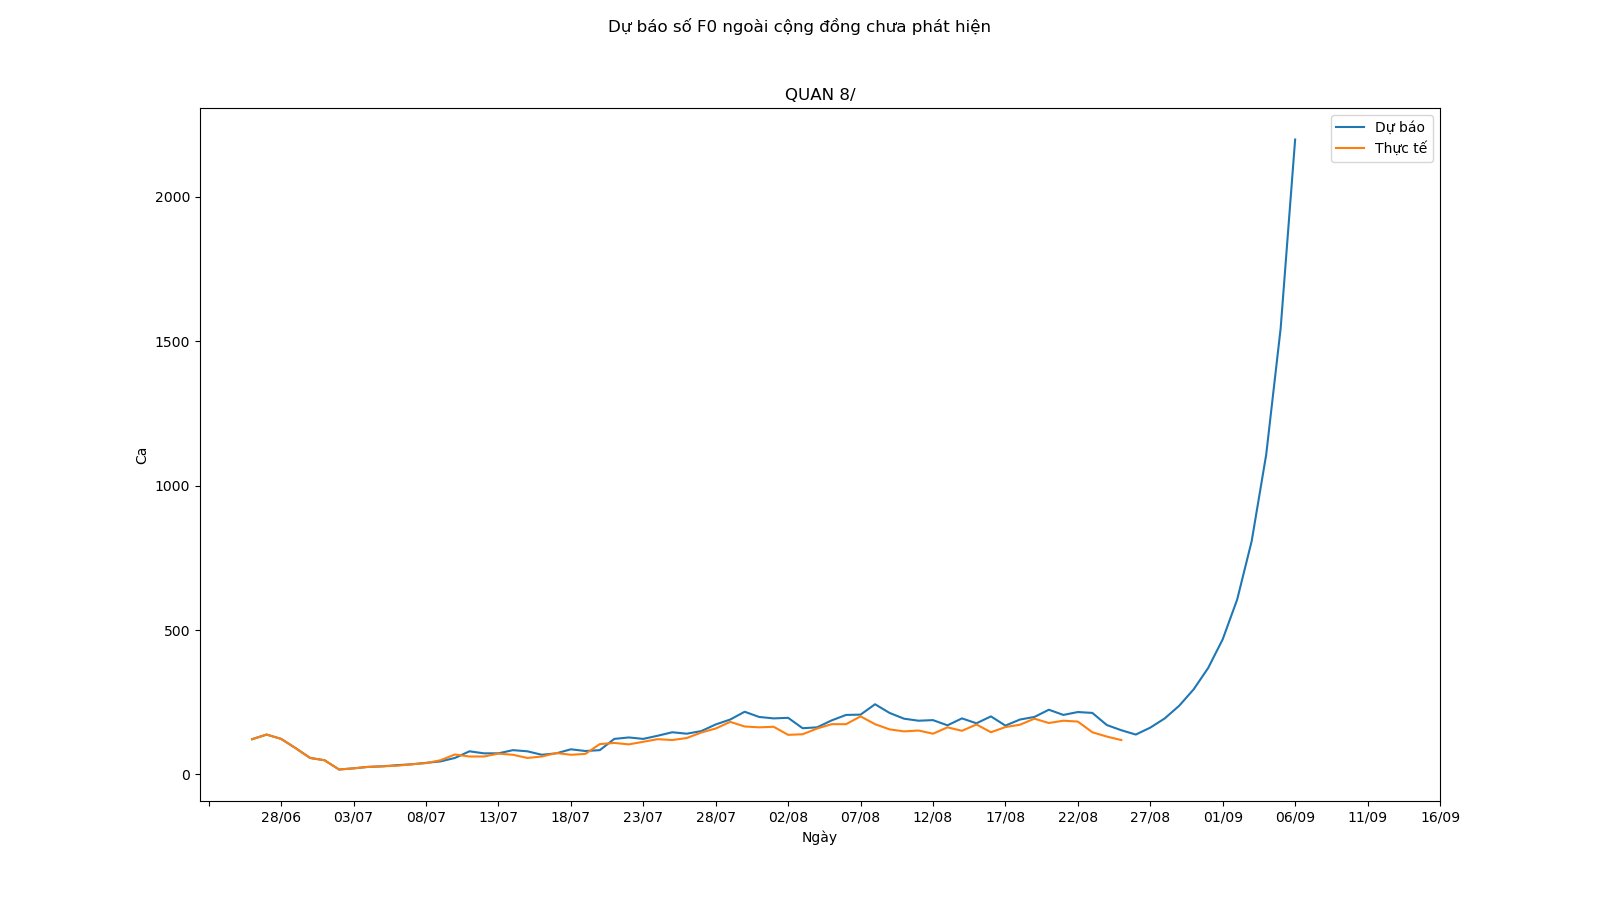 Dự báo số F0 ngoài cộng đồng chưa phát hiện
QUAN 8/
Dự báo
Thực tế
2000
1500
1000
500
0
Ca
28/06 03/07 08/07 13/07 18/07 23/07 28/07 02/08 07/08 12/08 17/08 22/08 27/08 01/09 06/09 11/09 16/09
Ngày